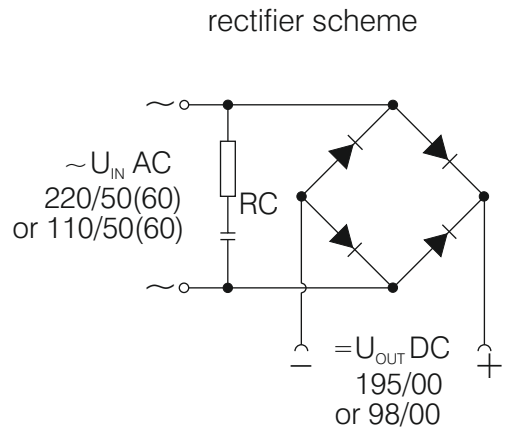 rectifier scheme
~
~U_IN AC
220/50(60)
or 110/50(60)
RC
~
− =U_OUT DC +
195/00
or 98/00